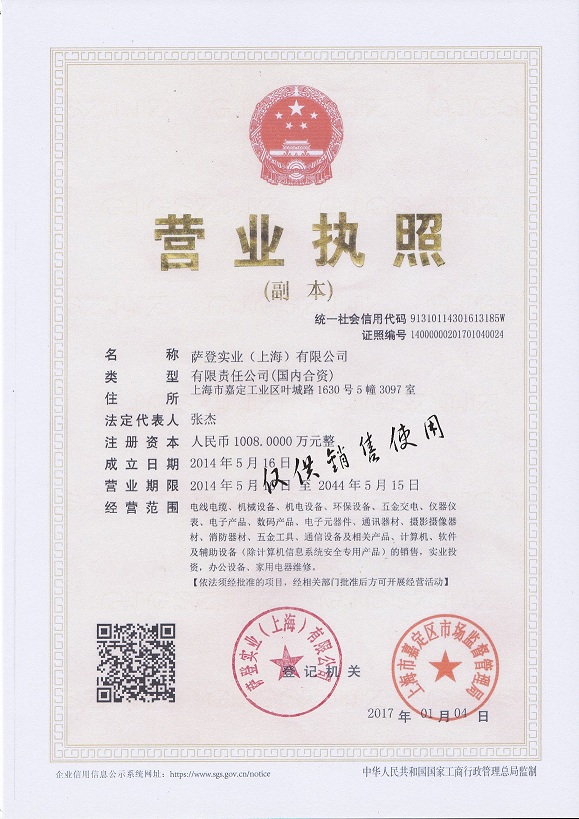 营业执照
(副 本)
统一社会信用代码 91310114301613185W
证照编号 14000000201701040024
名 称 萨登实业（上海）有限公司
类 型 有限责任公司(国内合资)
住 所 上海市嘉定工业区叶城路1630号5幢3097室
法定代表人 张杰
注册资本 人民币1008.0000万元整
成立日期 2014年5月16日
营业期限 2014年5月16日 至 2044年5月15日
仅供销售使用
经营范围 电线电缆、机械设备、机电设备、环保设备、五金交电、仪器仪
表、电子产品、数码产品、电子元器件、通讯器材、摄影摄像器
材、消防器材、五金工具、通信设备及相关产品、计算机、软件
及辅助设备（除计算机信息系统安全专用产品）的销售，实业投
资，办公设备、家用电器维修。
【依法须经批准的项目，经相关部门批准后方可开展经营活动】
萨登实业（上海）有限公司
上海市嘉定区市场监督管理局
登记机关
2017 年 01 月 04 日
企业信用信息公示系统网址：https://www.sgs.gov.cn/notice
中华人民共和国国家工商行政管理总局监制